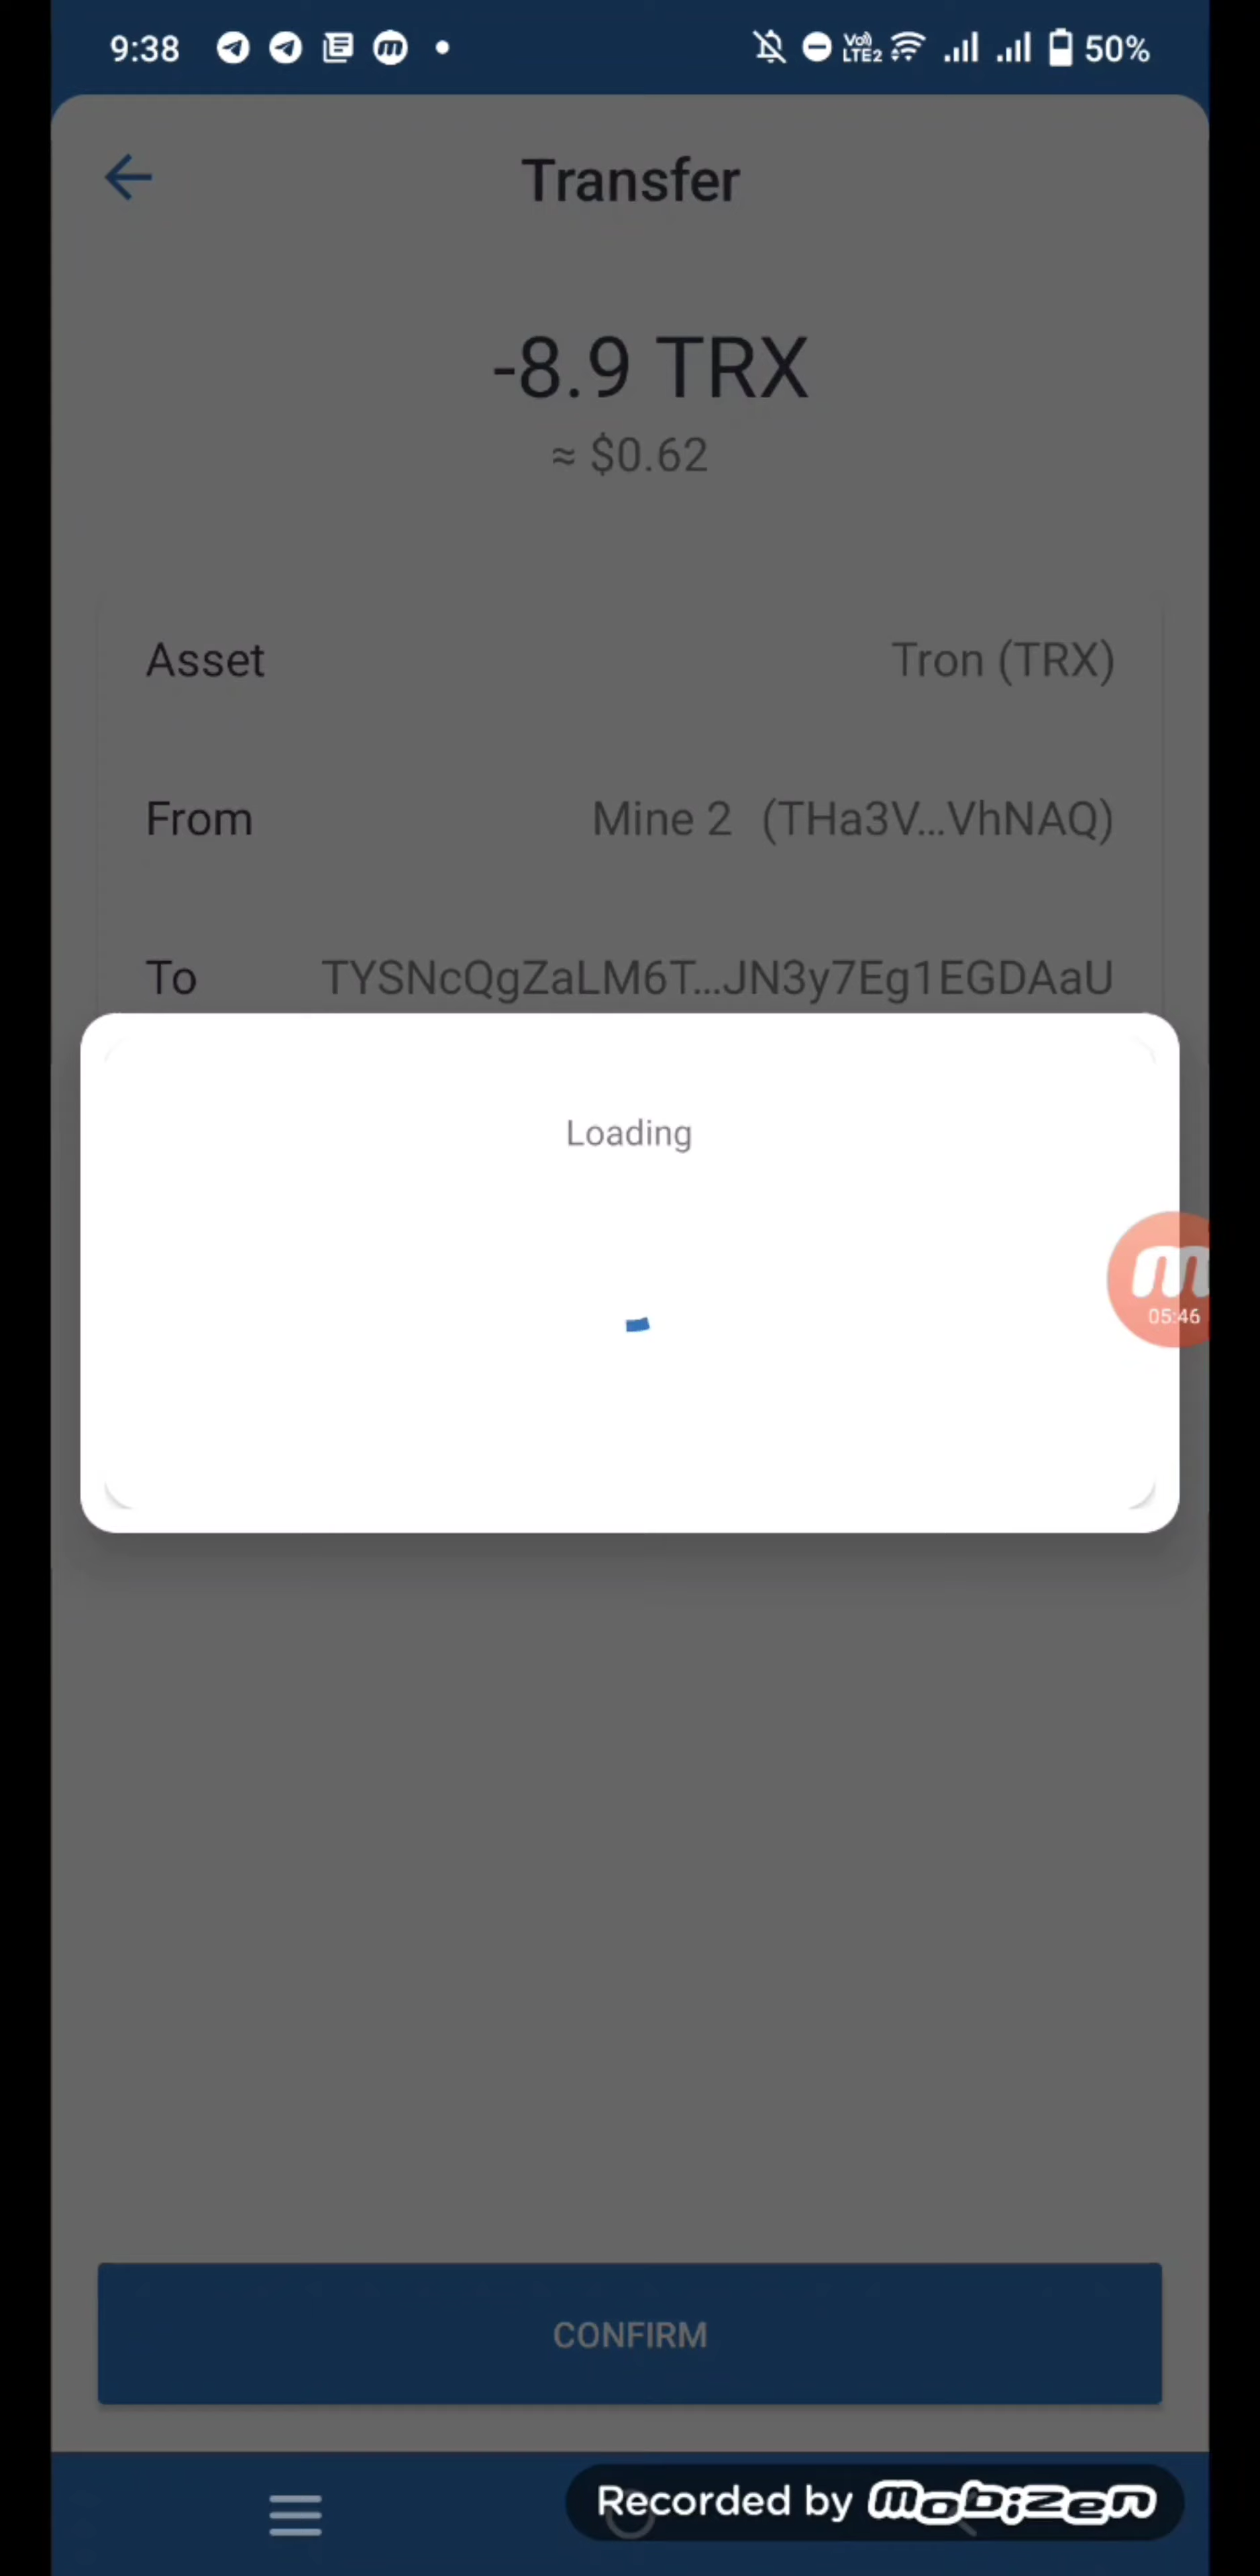 9:38 VoLTE2 50%
Transfer
-8.9 TRX
≈ $0.62
Asset Tron (TRX)
From Mine 2 (THa3V...VhNAQ)
To TYSNcQgZaLM6T...JN3y7Eg1EGDAaU
Loading
m
05:46
CONFIRM
Recorded by mobizen